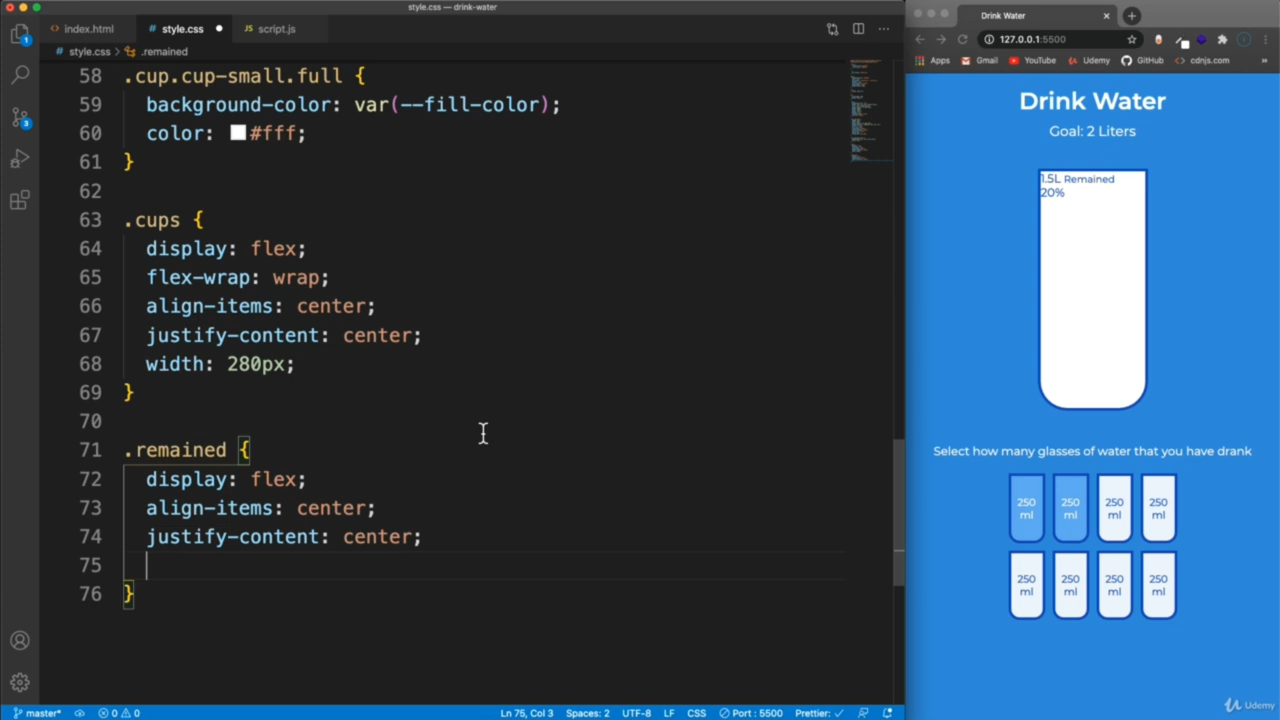 style.css — drink-water
index.html
style.css
JS script.js
style.css > .remained
58 .cup.cup-small.full {
59 background-color: var(--fill-color);
60 color: #fff;
61 }
62
63 .cups {
64 display: flex;
65 flex-wrap: wrap;
66 align-items: center;
67 justify-content: center;
68 width: 280px;
69 }
70
71 .remained {
72 display: flex;
73 align-items: center;
74 justify-content: center;
75
76 }
1
3
master*
0 0
Ln 75, Col 3
Spaces: 2
UTF-8
LF
CSS
Port : 5500
Prettier: ✓
Drink Water
127.0.0.1:5500
Apps
Gmail
YouTube
Udemy
GitHub
cdnjs.com
»
Drink Water
Goal: 2 Liters
1.5L Remained
20%
Select how many glasses of water that you have drank
250 ml
250 ml
250 ml
250 ml
250 ml
250 ml
250 ml
250 ml
Udemy